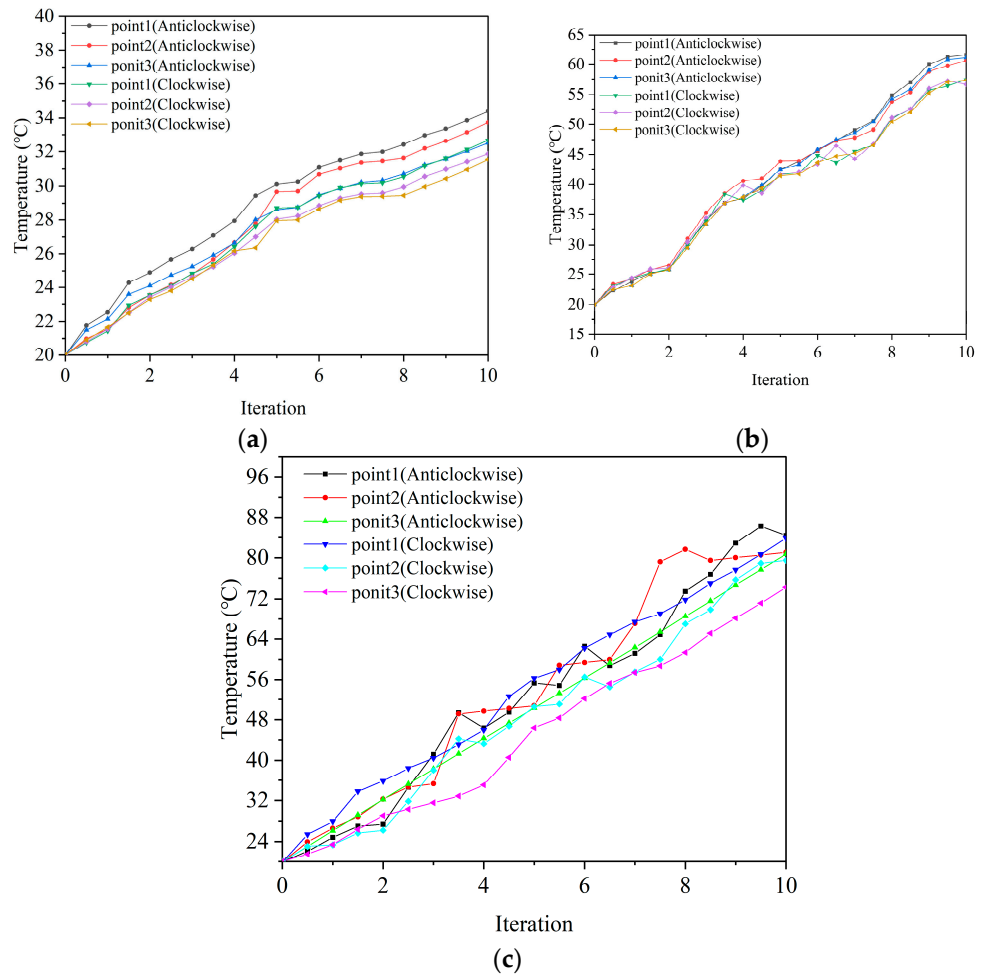 40
38
36
34
32
30
28
26
24
22
20
Temperature (℃)
point1(Anticlockwise)
point2(Anticlockwise)
ponit3(Anticlockwise)
point1(Clockwise)
point2(Clockwise)
ponit3(Clockwise)
0 2 4 6 8 10
Iteration
(a)
65
60
55
50
45
40
35
30
25
20
15
Temperature (℃)
point1(Anticlockwise)
point2(Anticlockwise)
ponit3(Anticlockwise)
point1(Clockwise)
point2(Clockwise)
ponit3(Clockwise)
0 2 4 6 8 10
Iteration
(b)
96
88
80
72
64
56
48
40
32
24
Temperature (℃)
point1(Anticlockwise)
point2(Anticlockwise)
ponit3(Anticlockwise)
point1(Clockwise)
point2(Clockwise)
ponit3(Clockwise)
0 2 4 6 8 10
Iteration
(c)